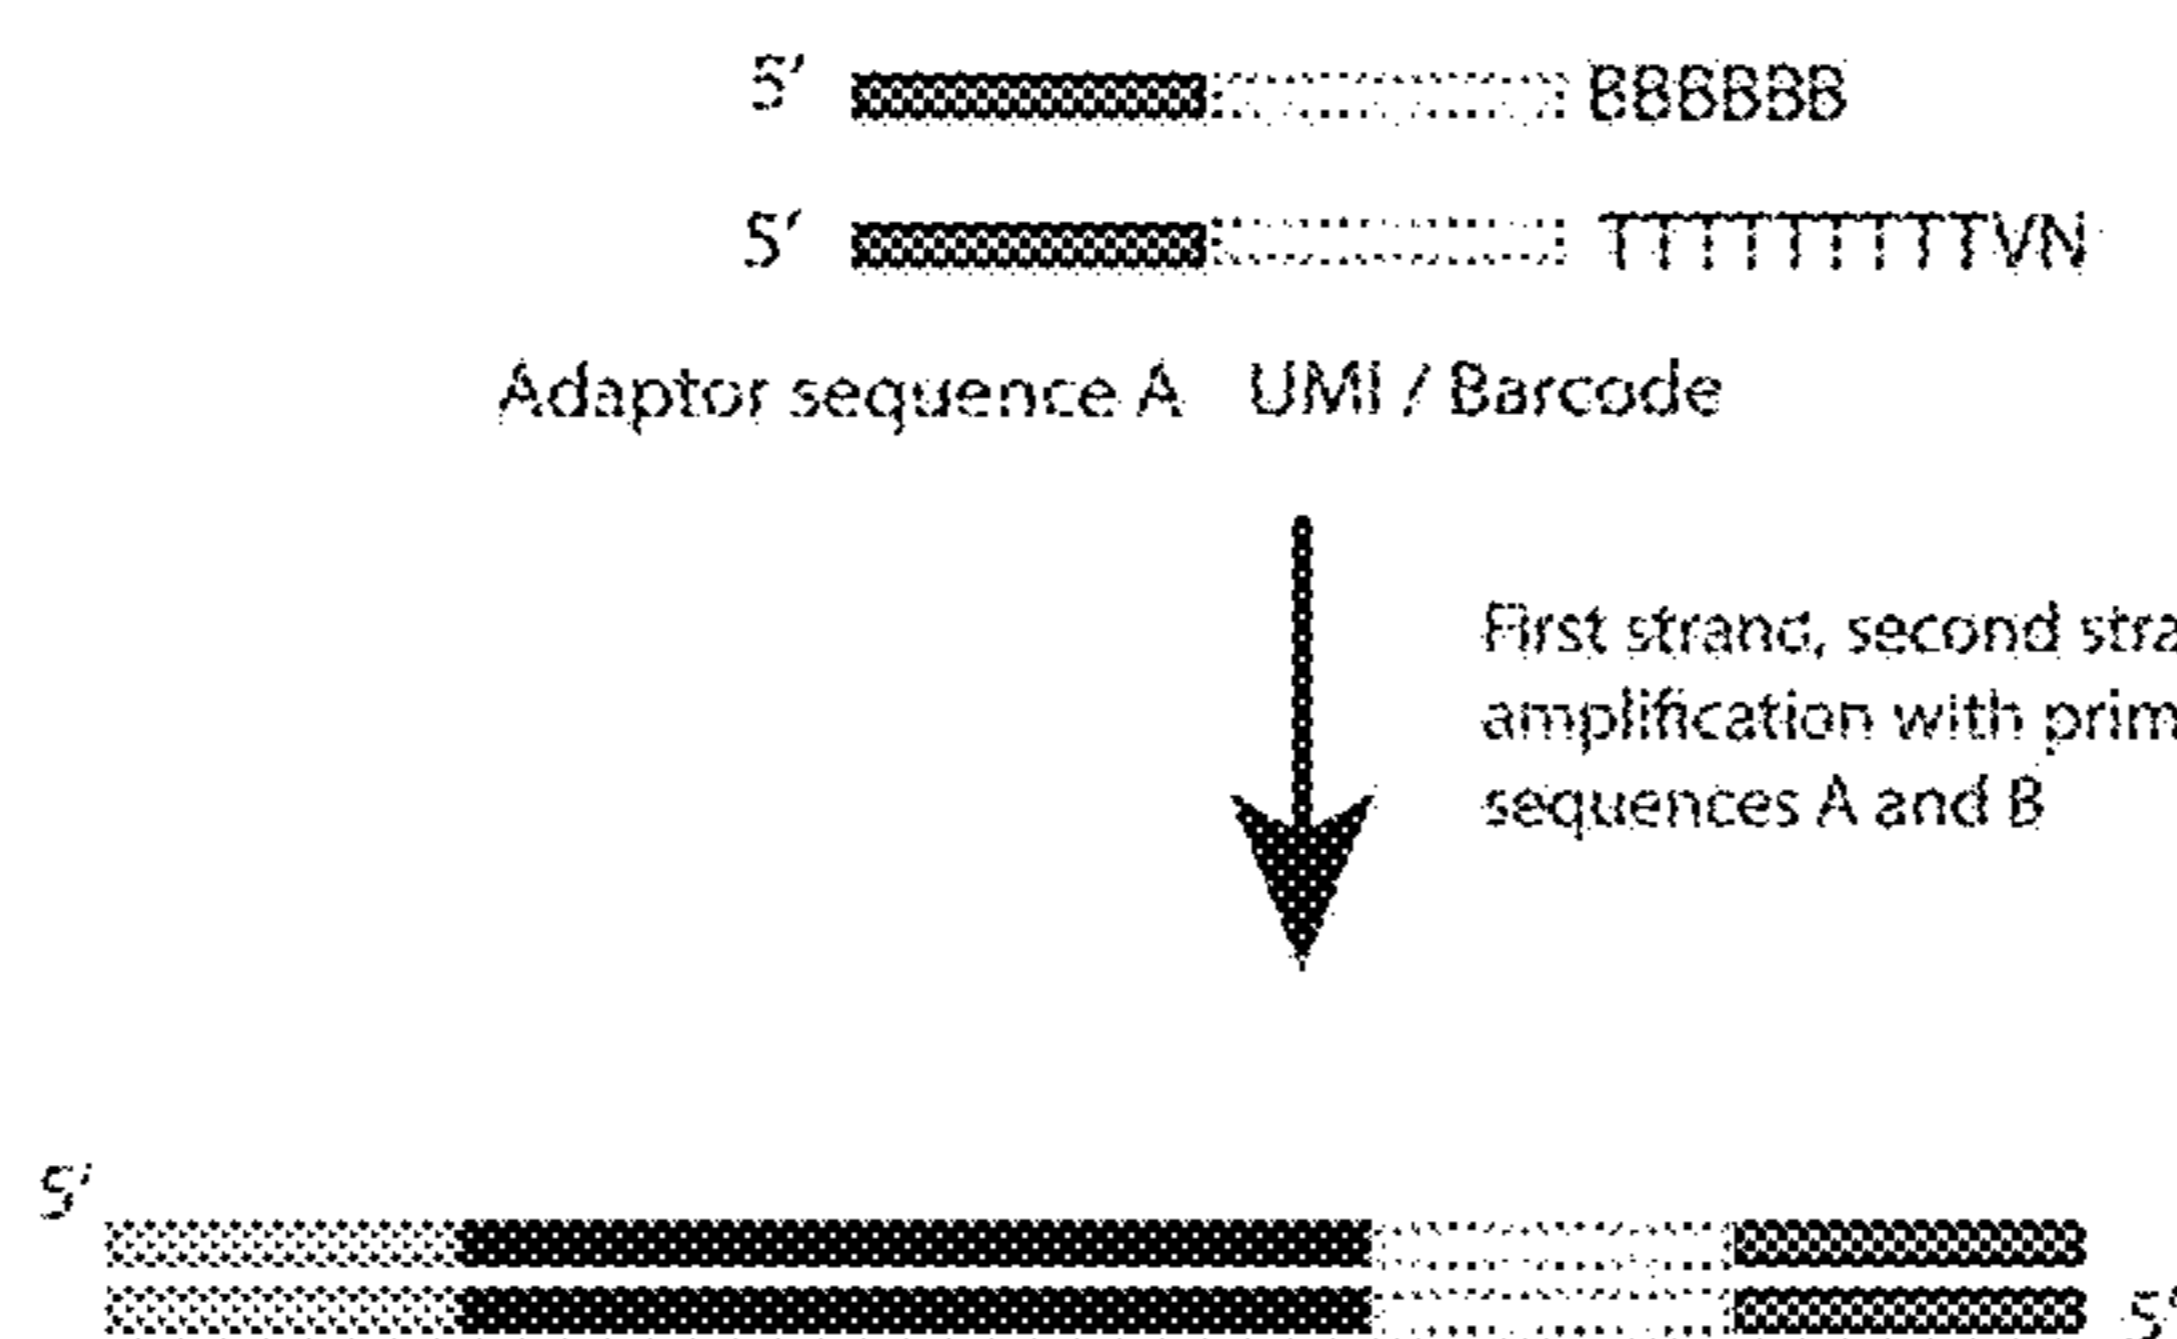 5' BBBBBB
5' TTTTTTTTTVN
Adaptor sequence A UMI / Barcode
First strand, second stra
amplification with prim
sequences A and B
5'
5'